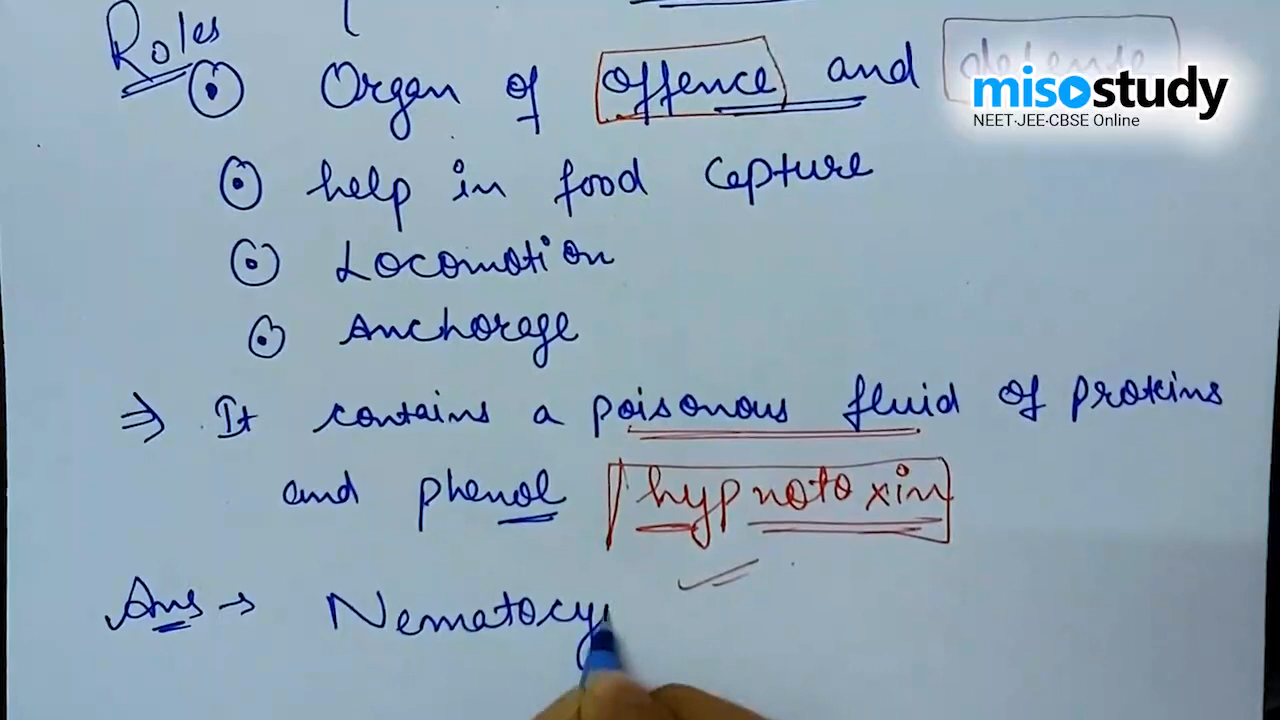 Roles
⊙ Organ of offence and defense
⊙ help in food capture
⊙ Locomotion
⊙ Anchorage
⇒ It contains a poisonous fluid of proteins
and phenol hypnotoxin
Ans → Nematocy
misostudy
NEET-JEE-CBSE Online